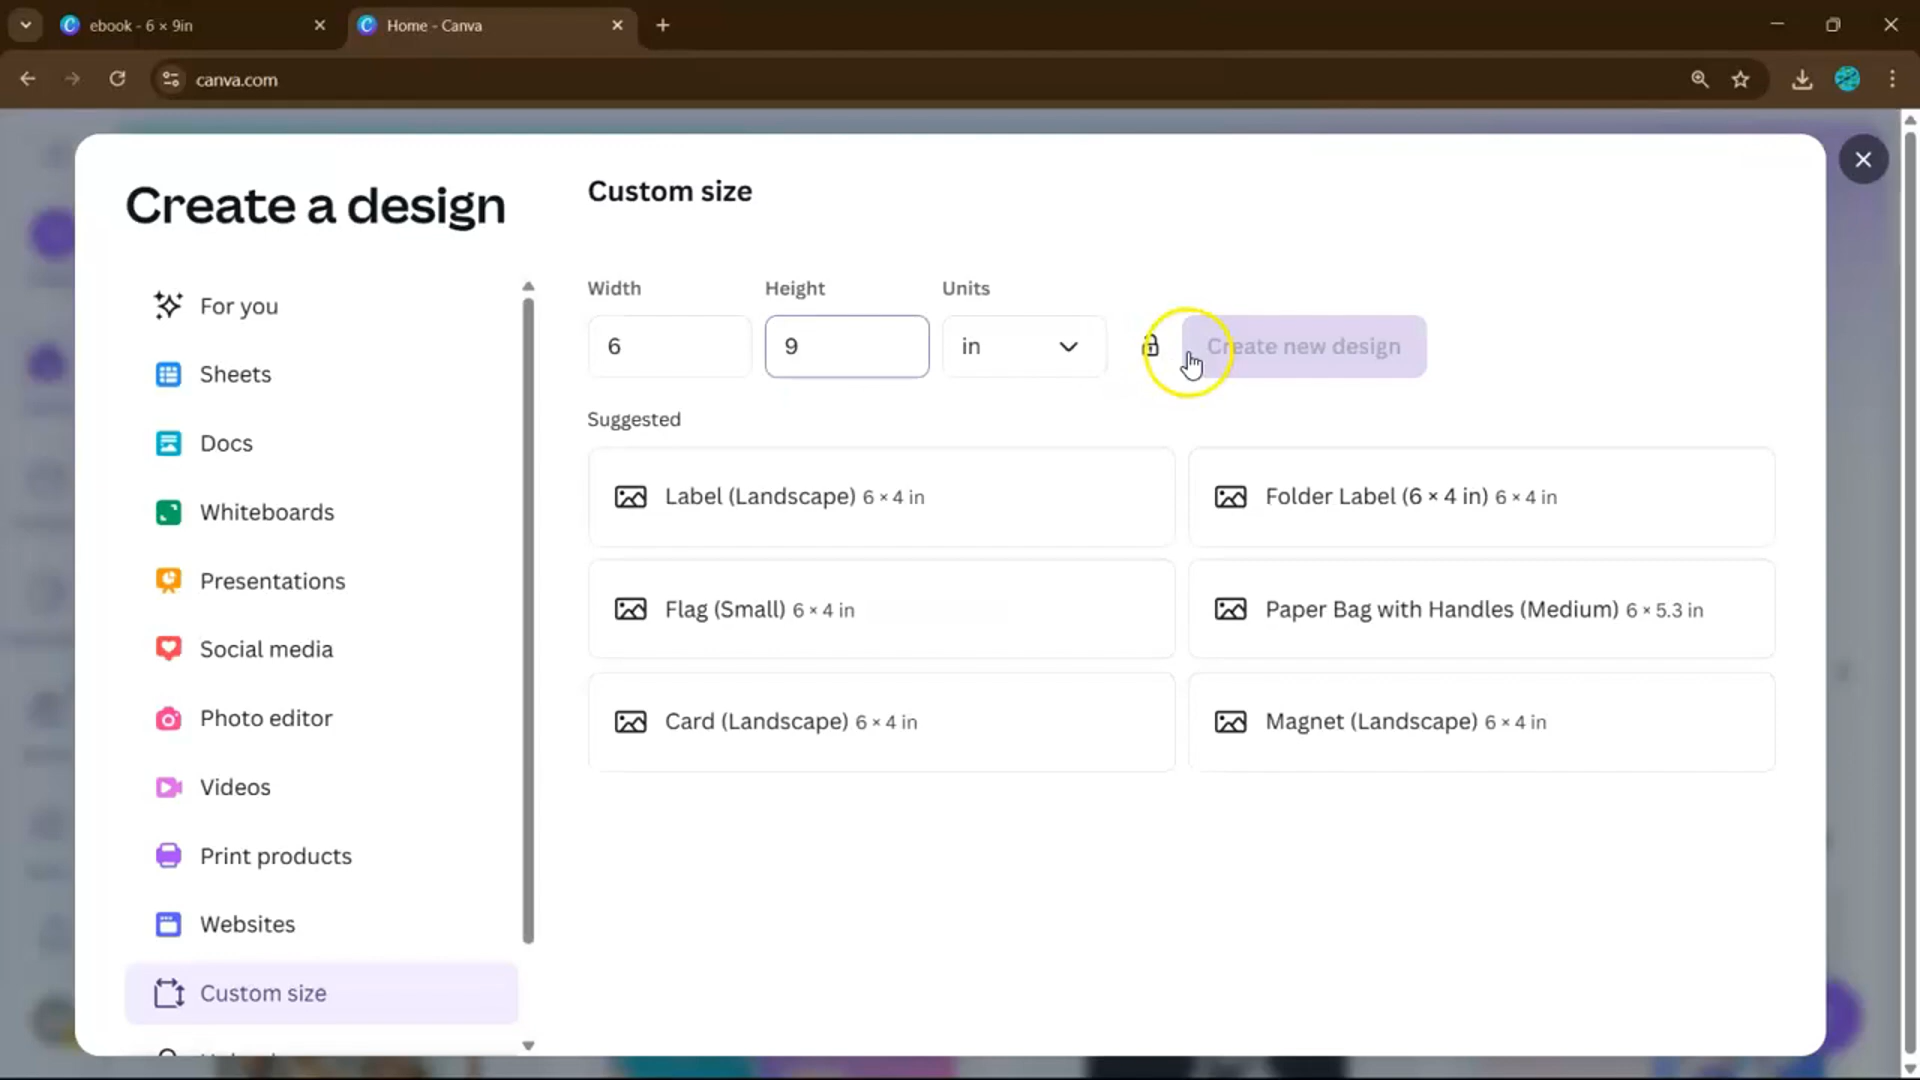 ebook - 6 × 9in
Home - Canva
canva.com
Create a design
Custom size
Width
Height
Units
6
9
in
Create new design
For you
Sheets
Docs
Whiteboards
Presentations
Social media
Photo editor
Videos
Print products
Websites
Custom size
Suggested
Label (Landscape) 6 × 4 in
Folder Label (6 × 4 in) 6 × 4 in
Flag (Small) 6 × 4 in
Paper Bag with Handles (Medium) 6 × 5.3 in
Card (Landscape) 6 × 4 in
Magnet (Landscape) 6 × 4 in